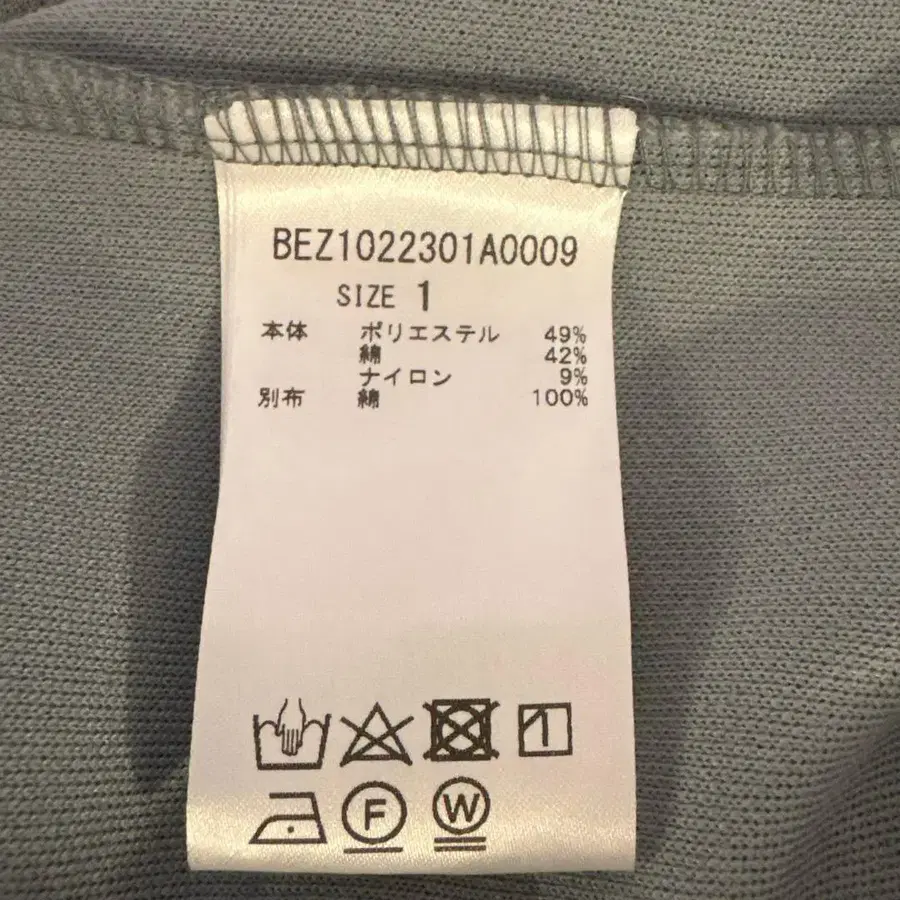 BEZ1022301A0009
SIZE 1
本体 ポリエステル 49%
綿 42%
ナイロン 9%
別布 綿 100%
F W